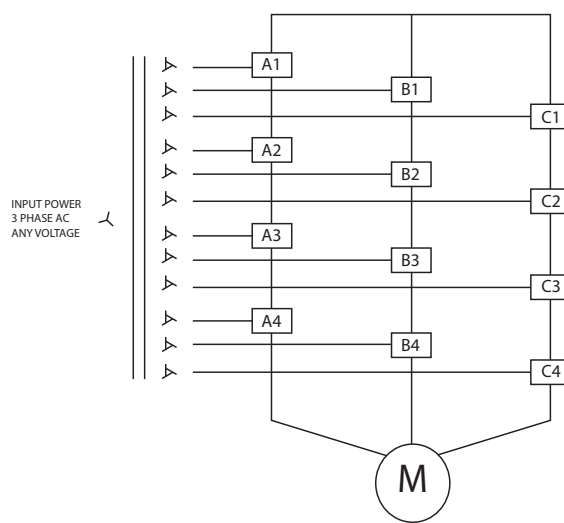 A1
B1
C1
A2
B2
C2
INPUT POWER
3 PHASE AC
ANY VOLTAGE
A3
B3
C3
A4
B4
C4
M